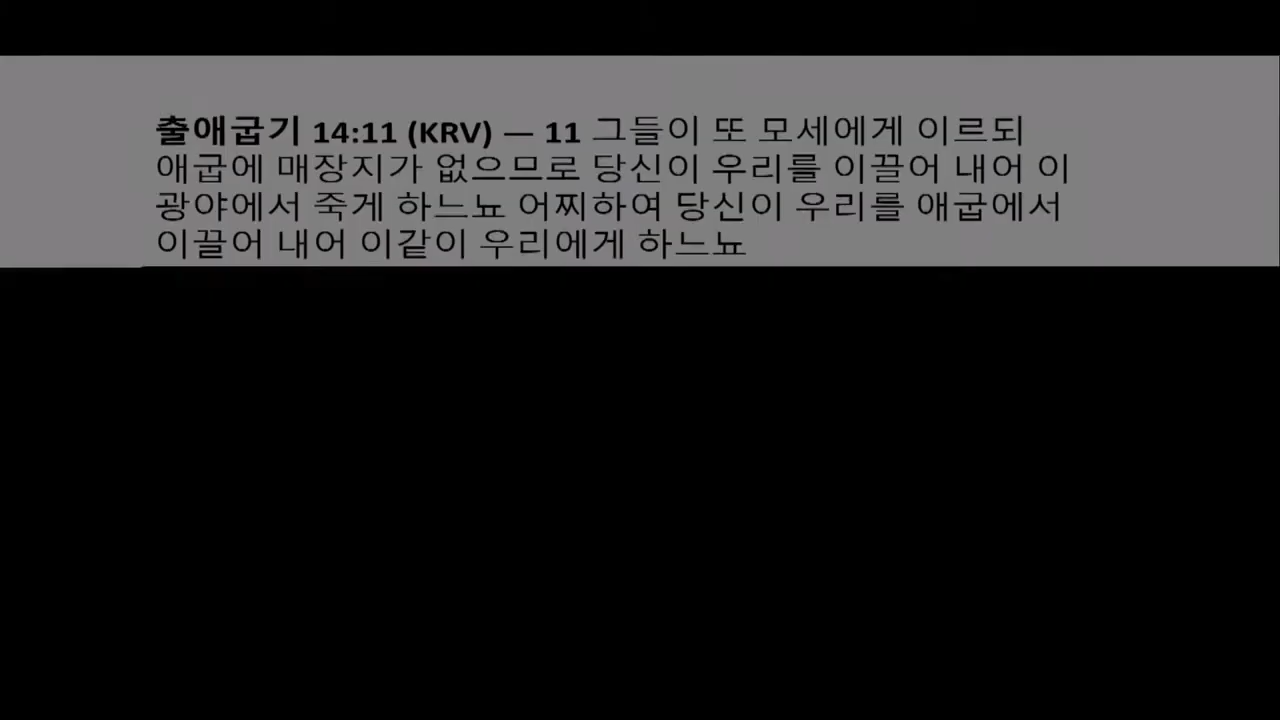 출애굽기 14:11 (KRV) — 11 그들이 또 모세에게 이르되
애굽에 매장지가 없으므로 당신이 우리를 이끌어 내어 이
광야에서 죽게 하느뇨 어찌하여 당신이 우리를 애굽에서
이끌어 내어 이같이 우리에게 하느뇨